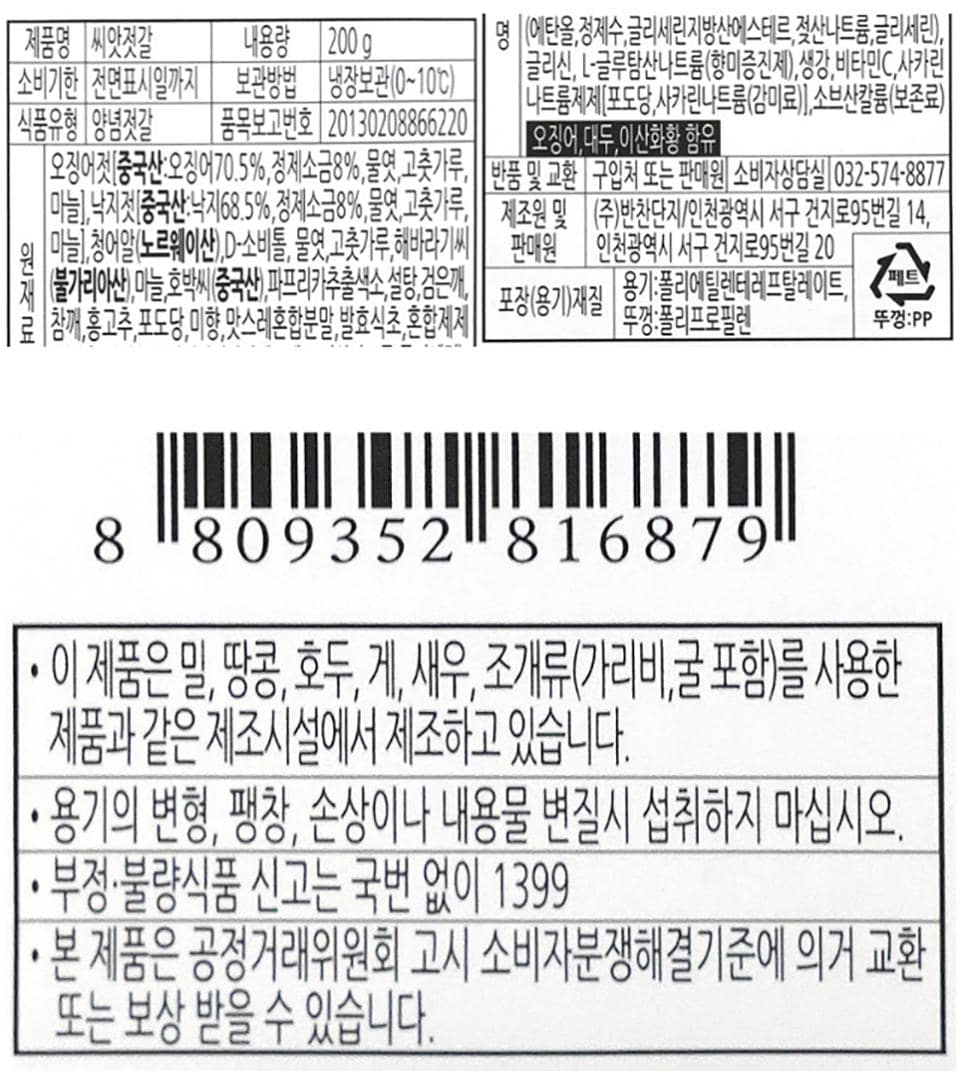 제품명 씨앗젓갈 내용량 200 g
소비기한 전면표시일까지 보관방법 냉장보관(0~10℃)
식품유형 양념젓갈 품목보고번호 20130208866220
원재료
오징어젓[중국산:오징어70.5%,정제소금8%,물엿,고춧가루,
마늘],낙지젓[중국산:낙지68.5%,정제소금8%,물엿,고춧가루,
마늘],청어알(노르웨이산),D-소비톨, 물엿,고춧가루,해바라기씨
(불가리아산),마늘,호박씨(중국산),파프리카추출색소,설탕,검은깨,
참깨,홍고추,포도당,미향,맛스레혼합분말,발효식초,혼합제제
명
(에탄올,정제수,글리세린지방산에스테르,젖산나트륨,글리세린),
글리신, L-글루탐산나트륨(향미증진제),생강,비타민C,사카린
나트륨제제[포도당,사카린나트륨(감미료)],소브산칼륨(보존료)
오징어,대두,이산화황 함유
반품 및 교환 구입처 또는 판매원 소비자상담실 032-574-8877
제조원 및 판매원
(주)반찬단지/인천광역시 서구 건지로95번길 14,
인천광역시 서구 건지로95번길 20
포장(용기)재질
용기:폴리에틸렌테레프탈레이트,
뚜껑:폴리프로필렌
페트
뚜껑:PP
8 809352 816879
• 이 제품은 밀, 땅콩, 호두, 게, 새우, 조개류(가리비,굴 포함)를 사용한
제품과 같은 제조시설에서 제조하고 있습니다.
• 용기의 변형, 팽창, 손상이나 내용물 변질시 섭취하지 마십시오.
• 부정·불량식품 신고는 국번 없이 1399
• 본 제품은 공정거래위원회 고시 소비자분쟁해결기준에 의거 교환
또는 보상 받을 수 있습니다.